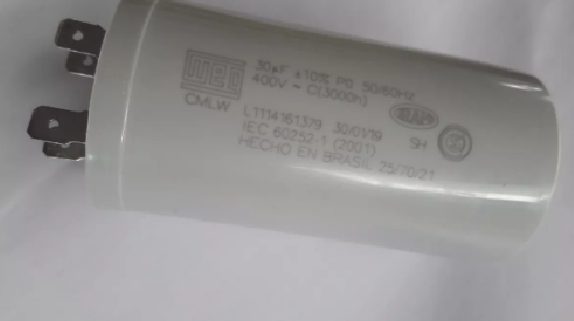 WEG
30µF ±10% P0 50/60HZ
400V ~ C(3000h)
CMLW
LT114161379 30/01/19
IEC 60252-1 (2001)
SH
HECHO EN BRASIL 25/70/21